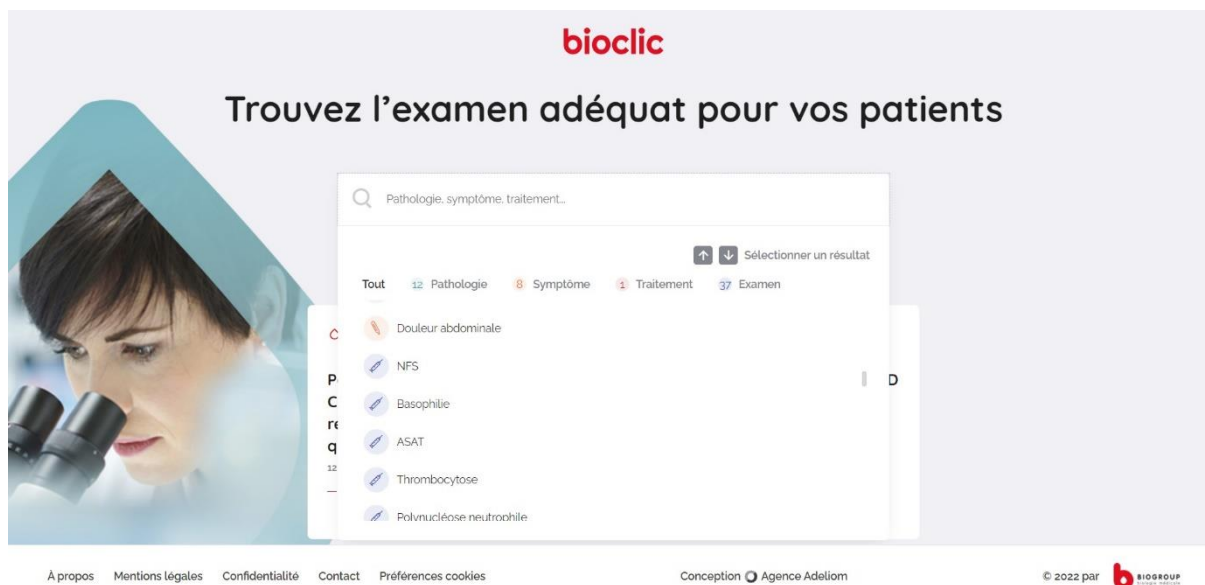 bioclic
Trouvez l'examen adéquat pour vos patients
Pathologie, symptôme, traitement...
Sélectionner un résultat
Tout 12 Pathologie 8 Symptôme 1 Traitement 37 Examen
Douleur abdominale
NFS
P D
Basophilie
C
re
ASAT
q
12
Thrombocytose
Polynucléose neutrophile
À propos Mentions légales Confidentialité Contact Préférences cookies Conception Agence Adeliom © 2022 par BIOGROUP